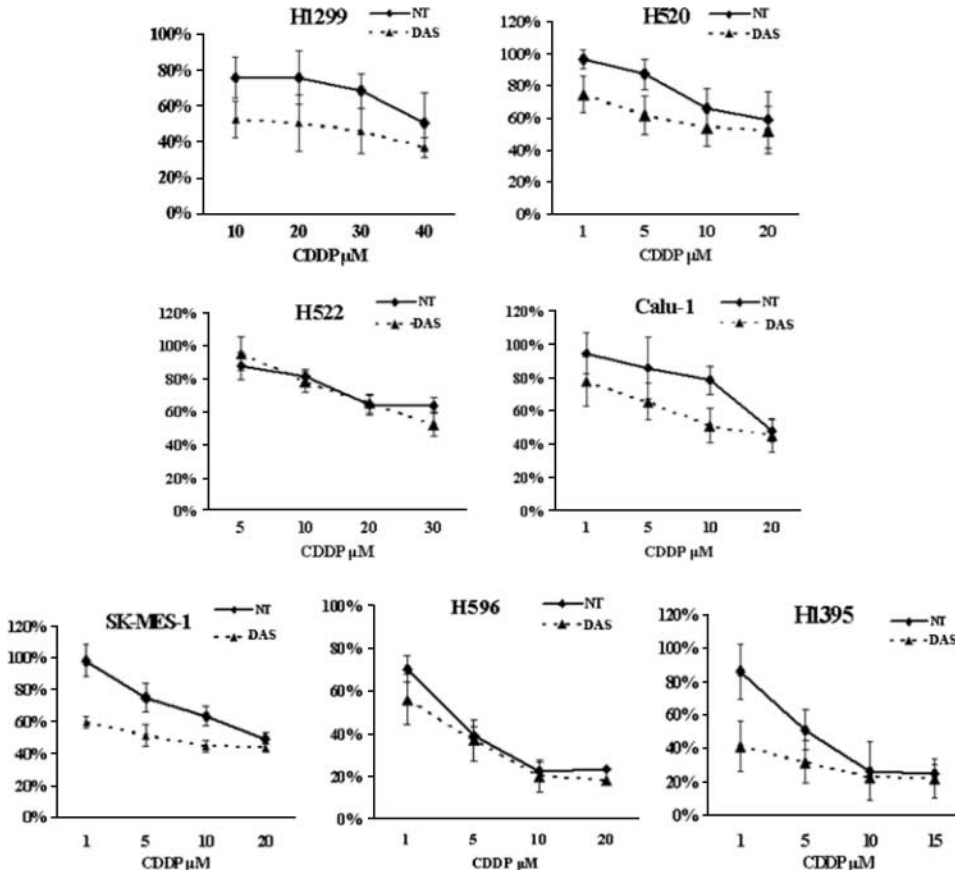 H1299
NT
DAS
100%
80%
60%
40%
20%
0%
10 20 30 40
CDDP μM
H520
NT
DAS
120%
100%
80%
60%
40%
20%
0%
1 5 10 20
CDDP μM
H522
NT
DAS
120%
100%
80%
60%
40%
20%
0%
5 10 20 30
CDDP μM
Calu-1
NT
DAS
120%
100%
80%
60%
40%
20%
0%
1 5 10 20
CDDP μM
SK-MES-1
NT
DAS
120%
100%
80%
60%
40%
20%
0%
1 5 10 20
CDDP μM
H596
NT
DAS
100%
80%
60%
40%
20%
0%
1 5 10 20
CDDP μM
H1395
NT
DAS
120%
100%
80%
60%
40%
20%
0%
1 5 10 15
CDDP μM